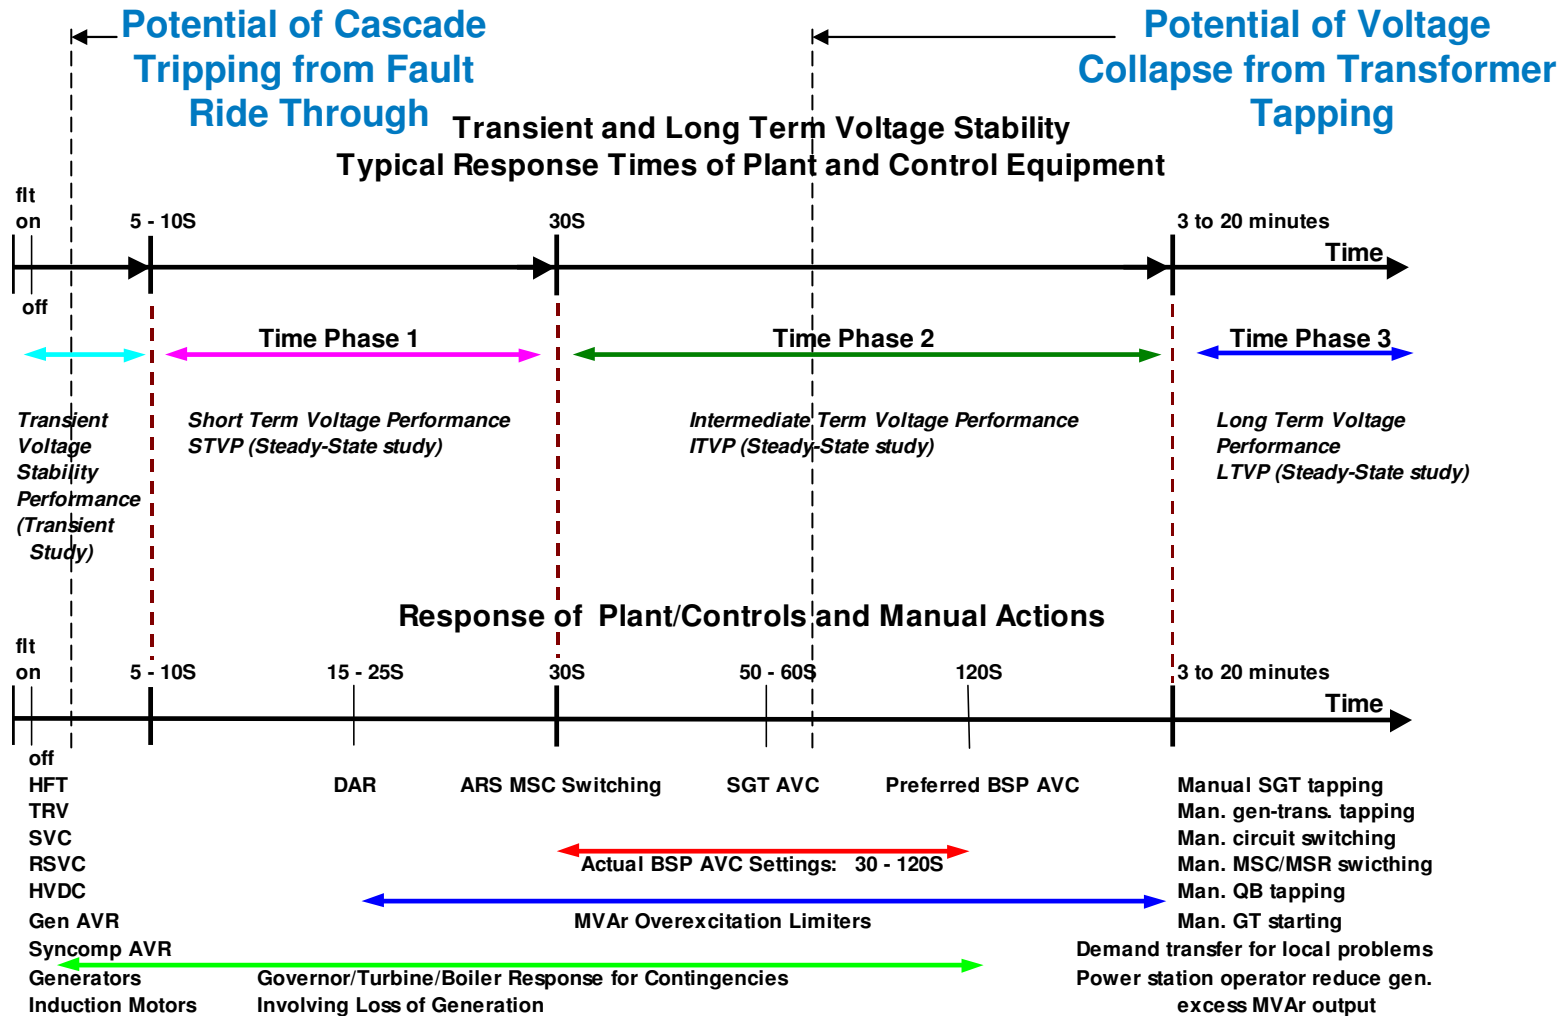 Potential of Cascade
Tripping from Fault
Ride Through
Potential of Voltage
Collapse from Transformer
Tapping
Transient and Long Term Voltage Stability
Typical Response Times of Plant and Control Equipment
flt
on
5 - 10S
30S
3 to 20 minutes
Time
off
Time Phase 1
Time Phase 2
Time Phase 3
Transient
Voltage
Stability
Performance
(Transient
Study)
Short Term Voltage Performance
STVP (Steady-State study)
Intermediate Term Voltage Performance
ITVP (Steady-State study)
Long Term Voltage
Performance
LTVP (Steady-State study)
Response of Plant/Controls and Manual Actions
flt
on
5 - 10S
15 - 25S
30S
50 - 60S
120S
3 to 20 minutes
Time
off
HFT
TRV
SVC
RSVC
HVDC
Gen AVR
Syncomp AVR
Generators
Induction Motors
DAR
ARS MSC Switching
SGT AVC
Preferred BSP AVC
Actual BSP AVC Settings: 30 - 120S
MVAr Overexcitation Limiters
Governor/Turbine/Boiler Response for Contingencies
Involving Loss of Generation
Manual SGT tapping
Man. gen-trans. tapping
Man. circuit switching
Man. MSC/MSR swicthing
Man. QB tapping
Man. GT starting
Demand transfer for local problems
Power station operator reduce gen.
excess MVAr output